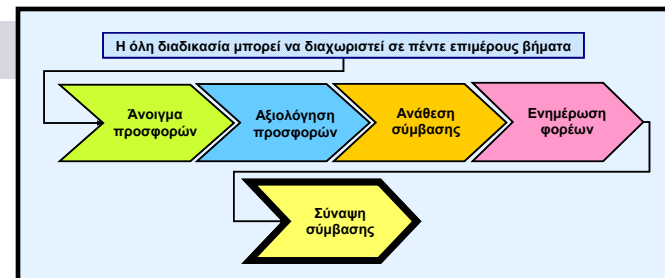 Η όλη διαδικασία μπορεί να διαχωριστεί σε πέντε επιμέρους βήματα
Άνοιγμα
προσφορών
Αξιολόγηση
προσφορών
Ανάθεση
σύμβασης
Ενημέρωση
φορέων
Σύναψη
σύμβασης